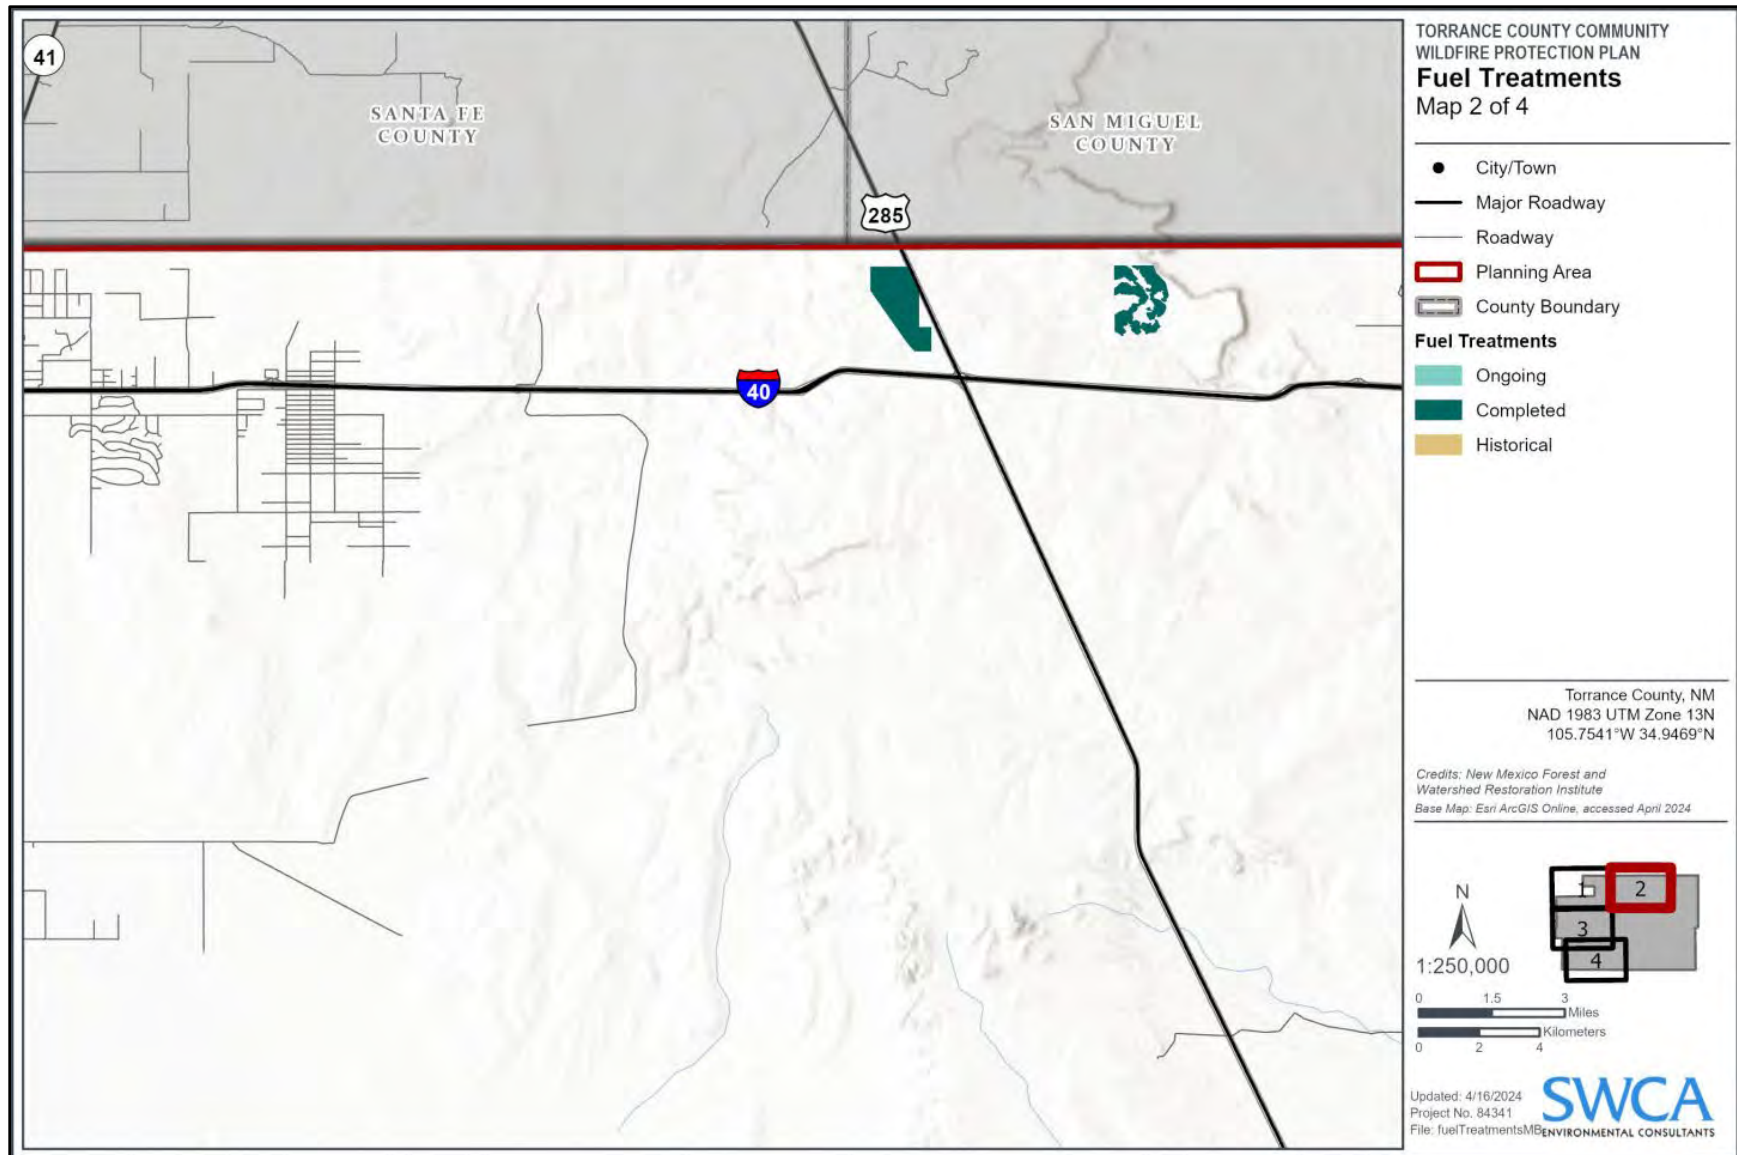 41
SANTA FE
COUNTY
SAN MIGUEL
COUNTY
285
40
TORRANCE COUNTY COMMUNITY
WILDFIRE PROTECTION PLAN
Fuel Treatments
Map 2 of 4
City/Town
Major Roadway
Roadway
Planning Area
County Boundary
Fuel Treatments
Ongoing
Completed
Historical
Torrance County, NM
NAD 1983 UTM Zone 13N
105.7541°W 34.9469°N
Credits: New Mexico Forest and
Watershed Restoration Institute
Base Map: Esri ArcGIS Online, accessed April 2024
N
1:250,000
1
2
3
4
0 1.5 3
Miles
Kilometers
0 2 4
Updated: 4/16/2024
Project No. 84341
File: fuelTreatmentsMB
SWCA
ENVIRONMENTAL CONSULTANTS